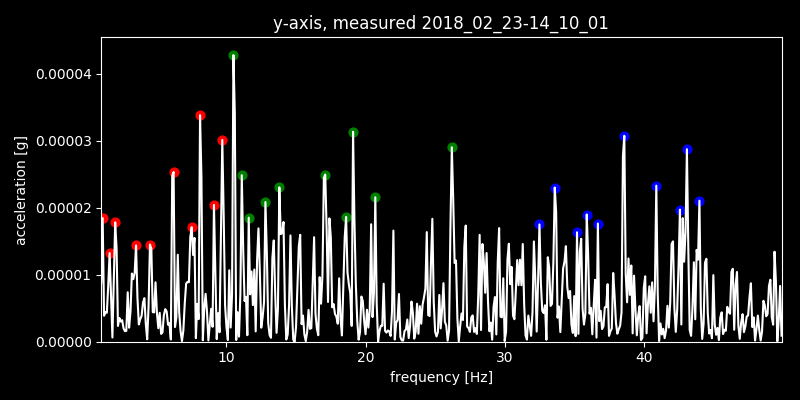 y-axis, measured 2018_02_23-14_10_01
0.00004
0.00003
0.00002
0.00001
0.00000
acceleration [g]
10 20 30 40
frequency [Hz]